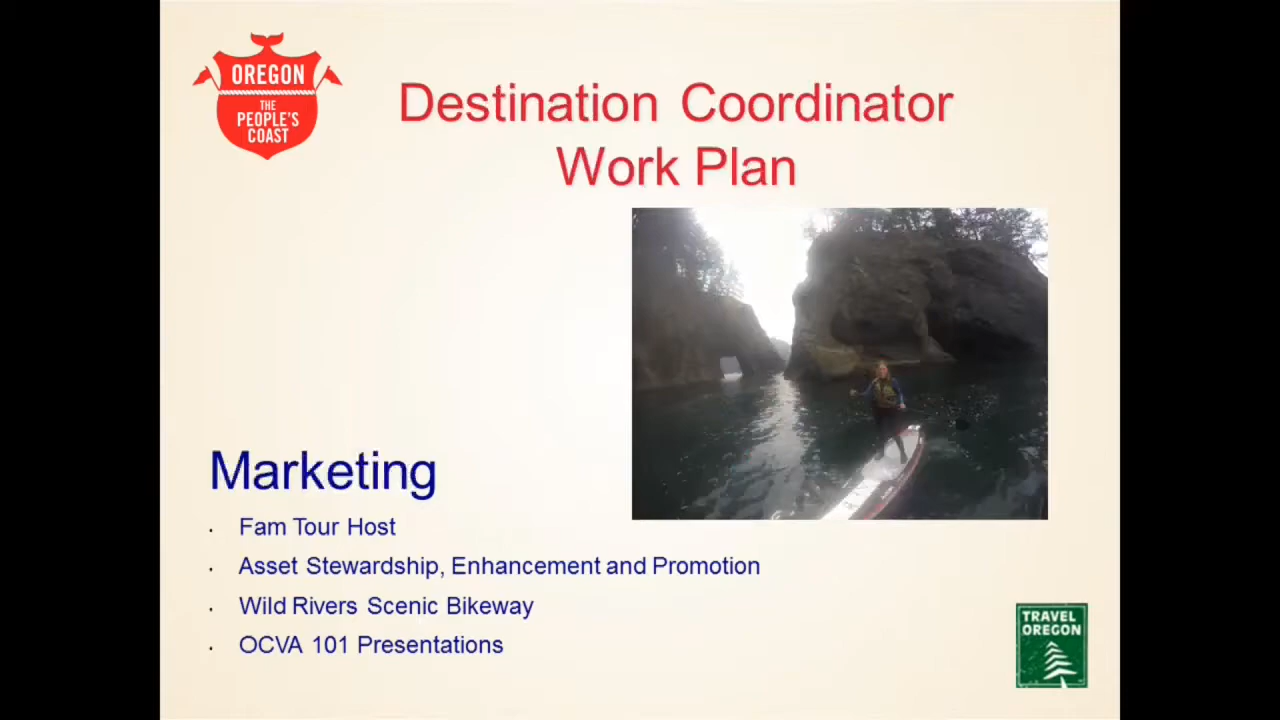 OREGON
THE
PEOPLE'S
COAST
Destination Coordinator
Work Plan
Marketing
· Fam Tour Host
· Asset Stewardship, Enhancement and Promotion
· Wild Rivers Scenic Bikeway
· OCVA 101 Presentations
TRAVEL
OREGON